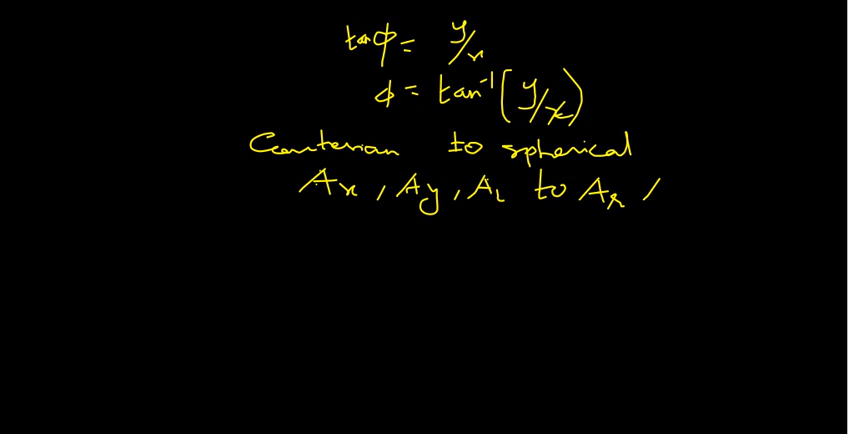 tanϕ = y/x
ϕ = tan⁻¹(y/x)
Cartesian to spherical
Ax, Ay, Az to Ar,